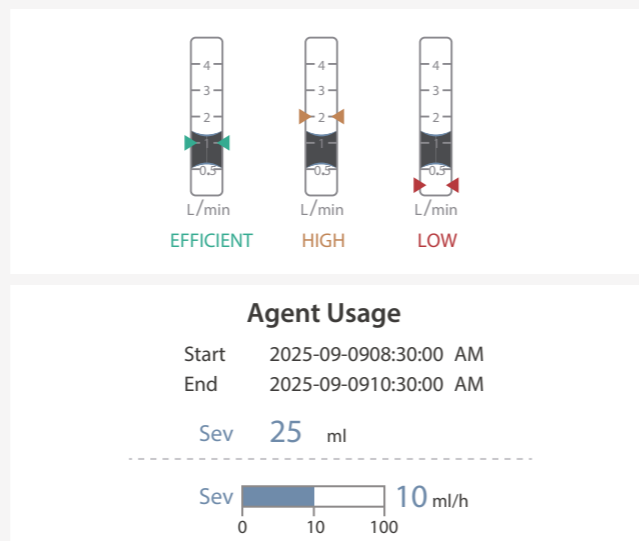 4 4 4
3 3 3
2 2 2
1 1 1
0.5 0.5 0.5
L/min L/min L/min
EFFICIENT HIGH LOW
Agent Usage
Start 2025-09-0908:30:00 AM
End 2025-09-0910:30:00 AM
Sev 25 ml
Sev 10 ml/h
0 10 100